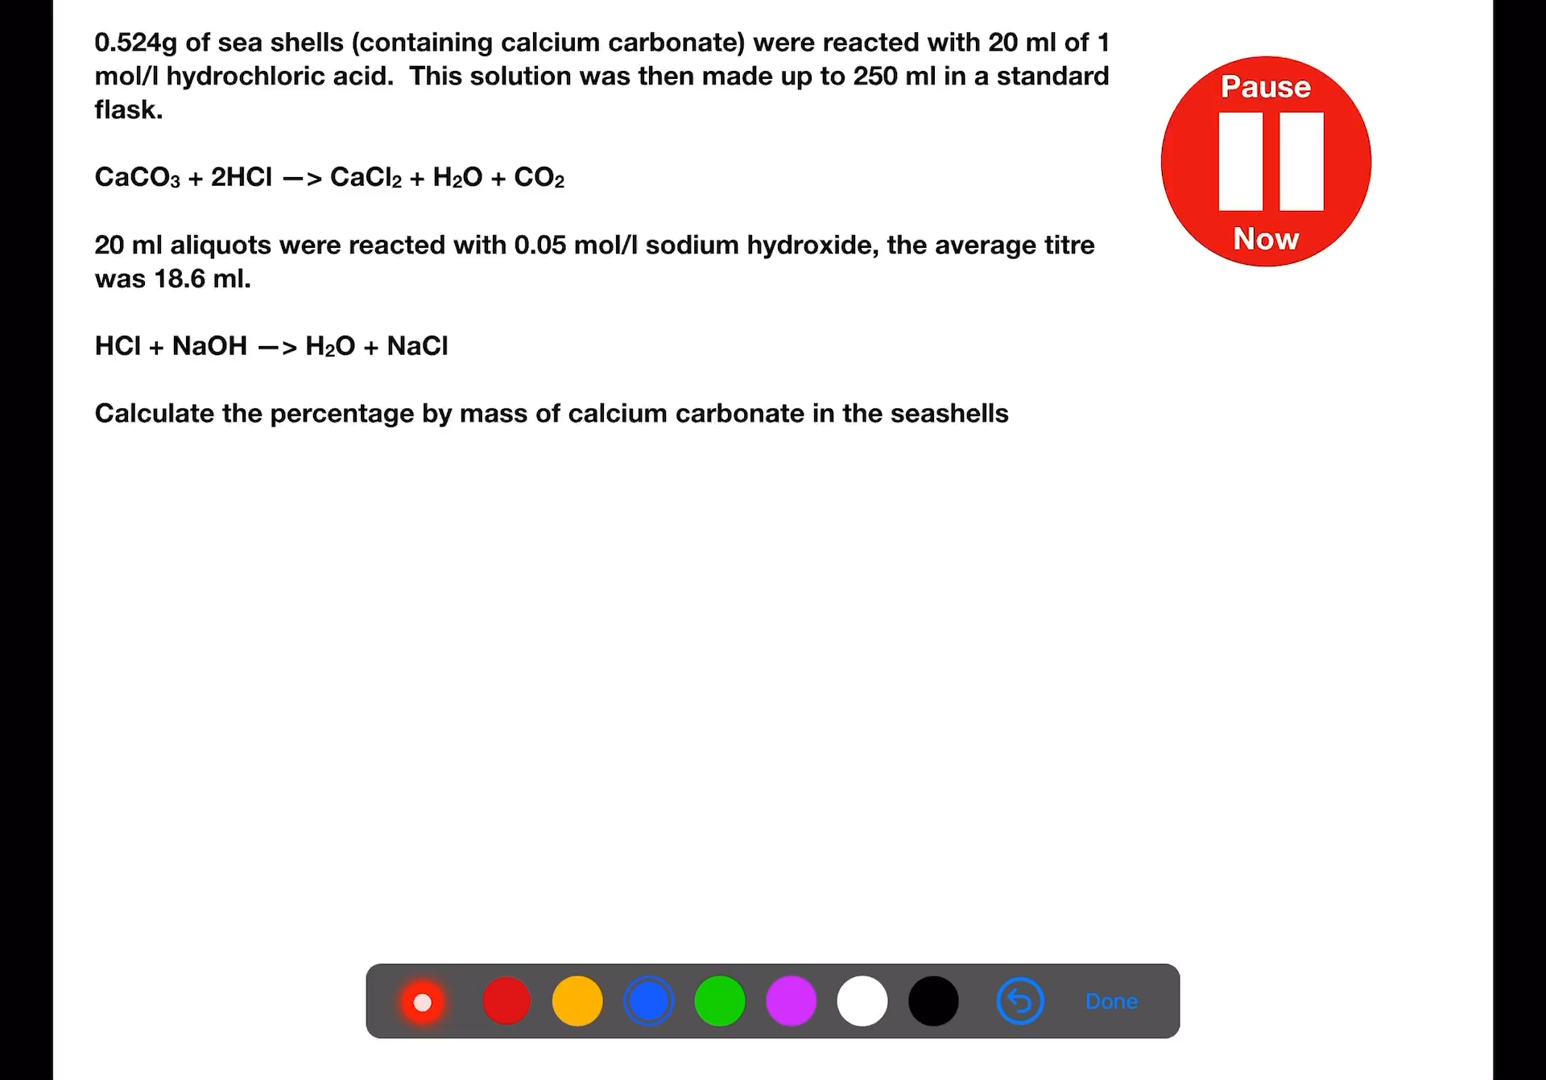 0.524g of sea shells (containing calcium carbonate) were reacted with 20 ml of 1
mol/l hydrochloric acid.  This solution was then made up to 250 ml in a standard
flask.
CaCO₃ + 2HCl —> CaCl₂ + H₂O + CO₂
20 ml aliquots were reacted with 0.05 mol/l sodium hydroxide, the average titre
was 18.6 ml.
HCl + NaOH —> H₂O + NaCl
Calculate the percentage by mass of calcium carbonate in the seashells
Pause
Now
Done